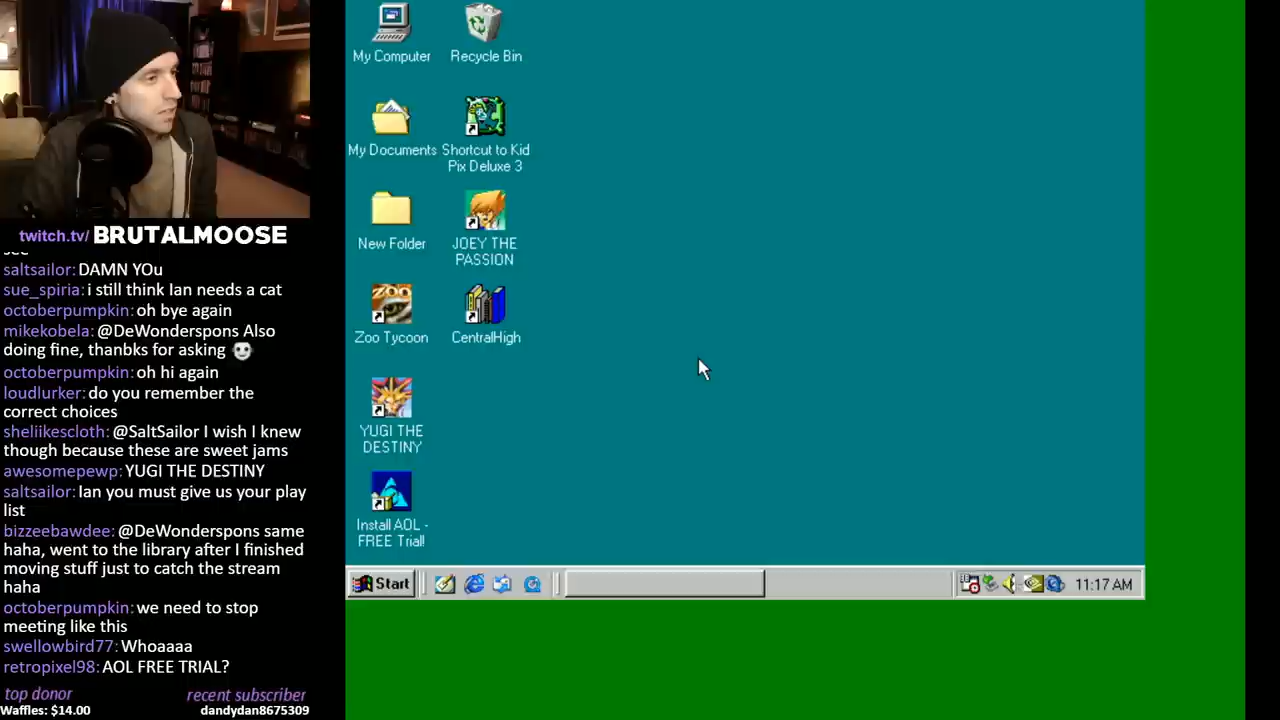 twitch.tv/BRUTALMOOSE
see
saltsailor: DAMN YOu
sue_spiria: i still think Ian needs a cat
octoberpumpkin: oh bye again
mikekobela: @DeWonderspons Also
doing fine, thanbks for asking
octoberpumpkin: oh hi again
loudlurker: do you remember the
correct choices
sheliikescloth: @SaltSailor I wish I knew
though because these are sweet jams
awesomepewp: YUGI THE DESTINY
saltsailor: Ian you must give us your play
list
bizzeebawdee: @DeWonderspons same
haha, went to the library after I finished
moving stuff just to catch the stream
haha
octoberpumpkin: we need to stop
meeting like this
swellowbird77: Whoaaaa
retropixel98: AOL FREE TRIAL?
top donor
Waffles: $14.00
recent subscriber
dandydan8675309
My Computer
Recycle Bin
My Documents
Shortcut to Kid
Pix Deluxe 3
New Folder
JOEY THE
PASSION
ZOO
Zoo Tycoon
CentralHigh
YUGI THE
DESTINY
Install AOL -
FREE Trial!
Start
11:17 AM